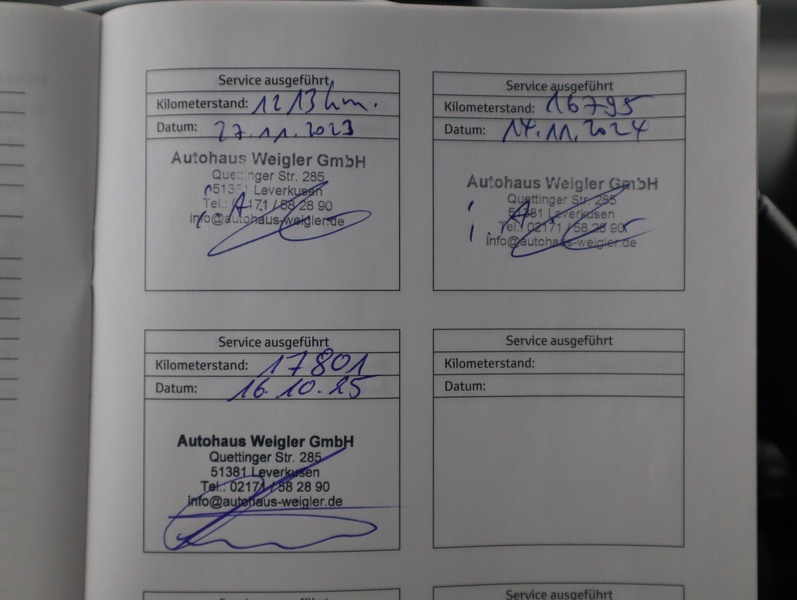 Service ausgeführt
Kilometerstand: 1213 km.
Datum: 27.11.2023
Autohaus Weigler GmbH
Quettinger Str. 285
51381 Leverkusen
Tel.: 02171 / 58 28 90
info@autohaus-weigler.de
i.A.
Service ausgeführt
Kilometerstand: 16795
Datum: 14.11.2024
Autohaus Weigler GmbH
Quettinger Str. 285
51381 Leverkusen
Tel.: 02171 / 58 28 90
info@autohaus-weigler.de
i.A.
Service ausgeführt
Kilometerstand: 17801
Datum: 16.10.25
Autohaus Weigler GmbH
Quettinger Str. 285
51381 Leverkusen
Tel.: 02171 / 58 28 90
info@autohaus-weigler.de
Service ausgeführt
Kilometerstand:
Datum:
Service ausgeführt
Service ausgeführt